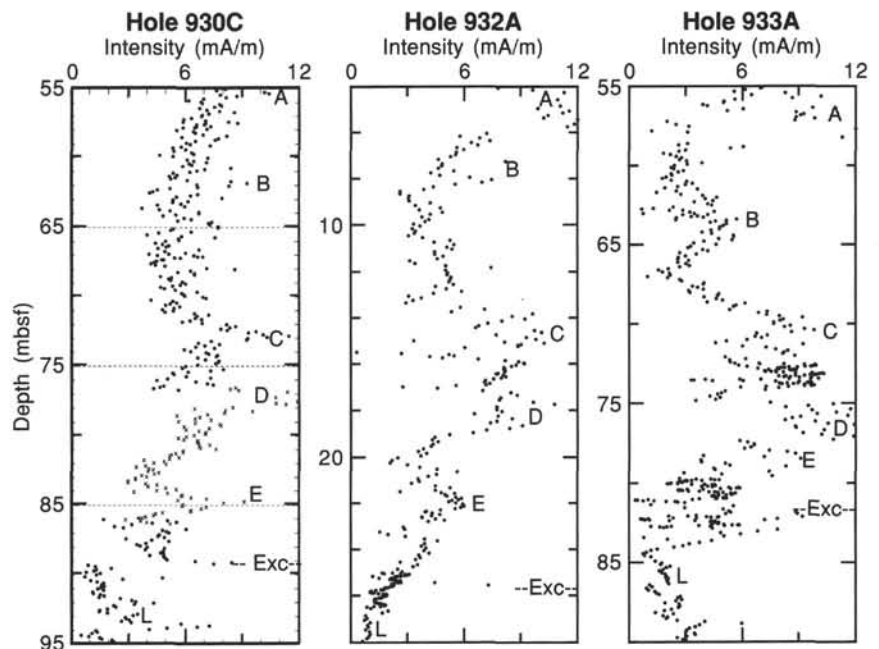 Hole 930C
Intensity (mA/m)
0 6 12
Hole 932A
Intensity (mA/m)
0 6 12
Hole 933A
Intensity (mA/m)
0 6 12
Depth (mbsf)
55
65
75
85
95
A
B
C
D
E
--Exc--
L
10
20
A
B
C
D
E
--Exc--
L
55
65
75
85
A
B
C
D
E
--Exc--
L